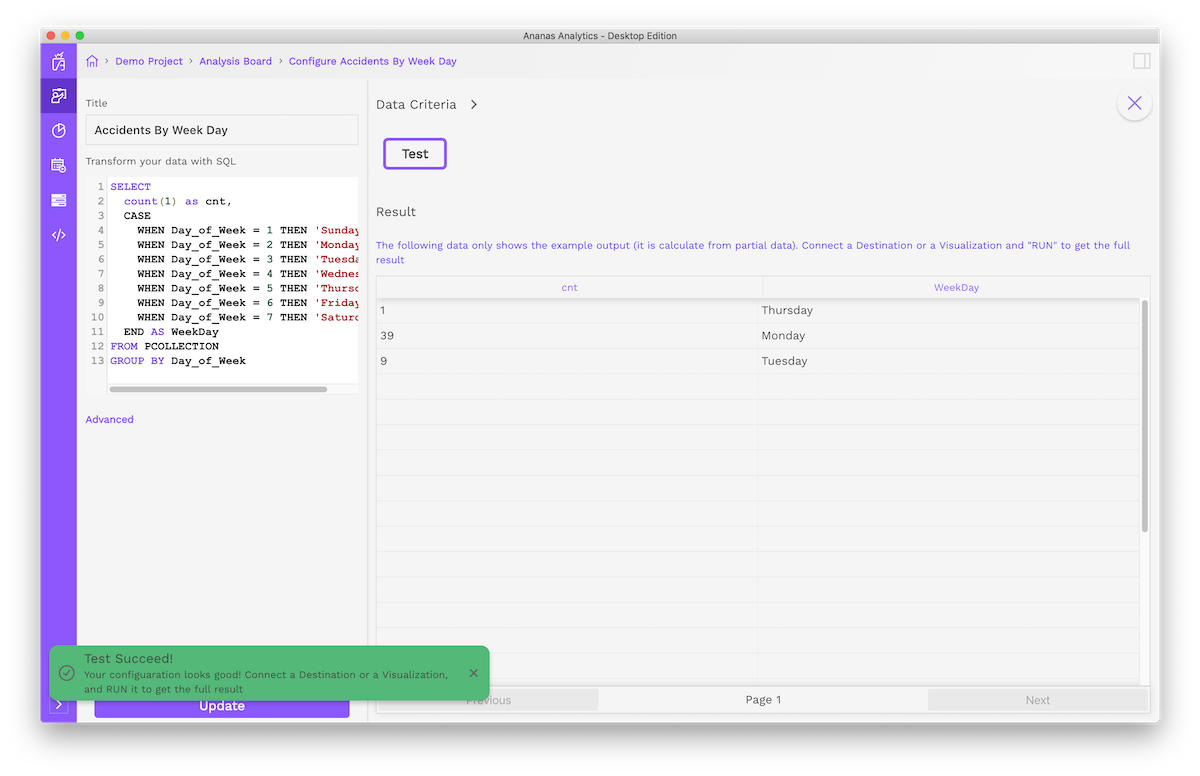 Ananas Analytics - Desktop Edition
Demo Project > Analysis Board > Configure Accidents By Week Day
Title
Accidents By Week Day
Transform your data with SQL
1 SELECT
2 count(1) as cnt,
3 CASE
4 WHEN Day_of_Week = 1 THEN 'Sunday
5 WHEN Day_of_Week = 2 THEN 'Monday
6 WHEN Day_of_Week = 3 THEN 'Tuesda
7 WHEN Day_of_Week = 4 THEN 'Wednes
8 WHEN Day_of_Week = 5 THEN 'Thursd
9 WHEN Day_of_Week = 6 THEN 'Friday
10 WHEN Day_of_Week = 7 THEN 'Saturd
11 END AS WeekDay
12 FROM PCOLLECTION
13 GROUP BY Day_of_Week
Advanced
Data Criteria >
Test
Result
The following data only shows the example output (it is calculate from partial data). Connect a Destination or a Visualization and "RUN" to get the full
result
cnt WeekDay
1 Thursday
39 Monday
9 Tuesday
Test Succeed!
Your configuaration looks good! Connect a Destination or a Visualization,
and RUN it to get the full result
Update
Previous Page 1 Next